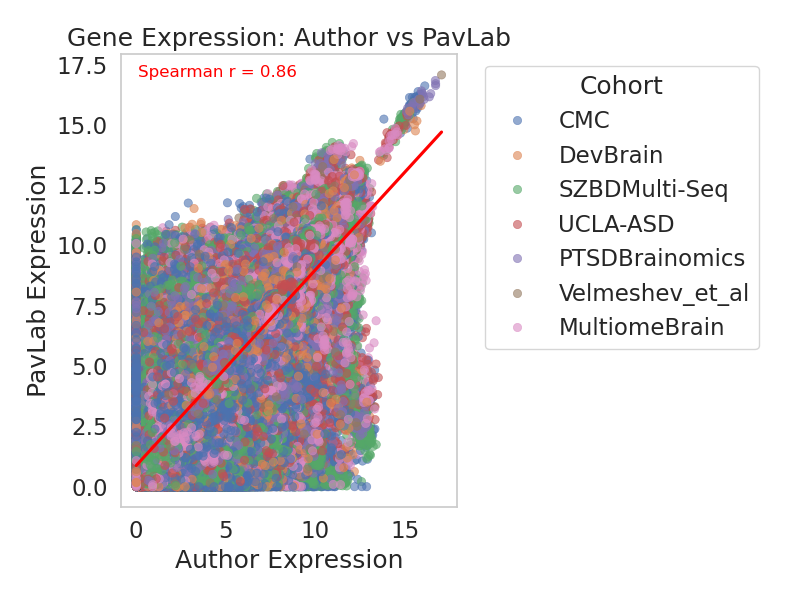 Gene Expression: Author vs PavLab
Spearman r = 0.86
17.5
15.0
12.5
10.0
7.5
5.0
2.5
0.0
PavLab Expression
0 5 10 15
Author Expression
Cohort
CMC
DevBrain
SZBDMulti-Seq
UCLA-ASD
PTSDBrainomics
Velmeshev_et_al
MultiomeBrain